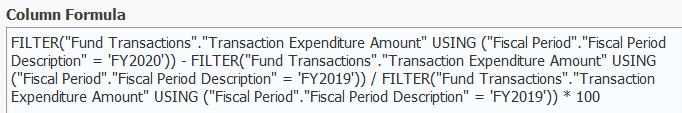 Column Formula
FILTER("Fund Transactions"."Transaction Expenditure Amount" USING ("Fiscal Period"."Fiscal Period
Description" = 'FY2020')) - FILTER("Fund Transactions"."Transaction Expenditure Amount" USING
("Fiscal Period"."Fiscal Period Description" = 'FY2019')) / FILTER("Fund Transactions"."Transaction
Expenditure Amount" USING ("Fiscal Period"."Fiscal Period Description" = 'FY2019')) * 100